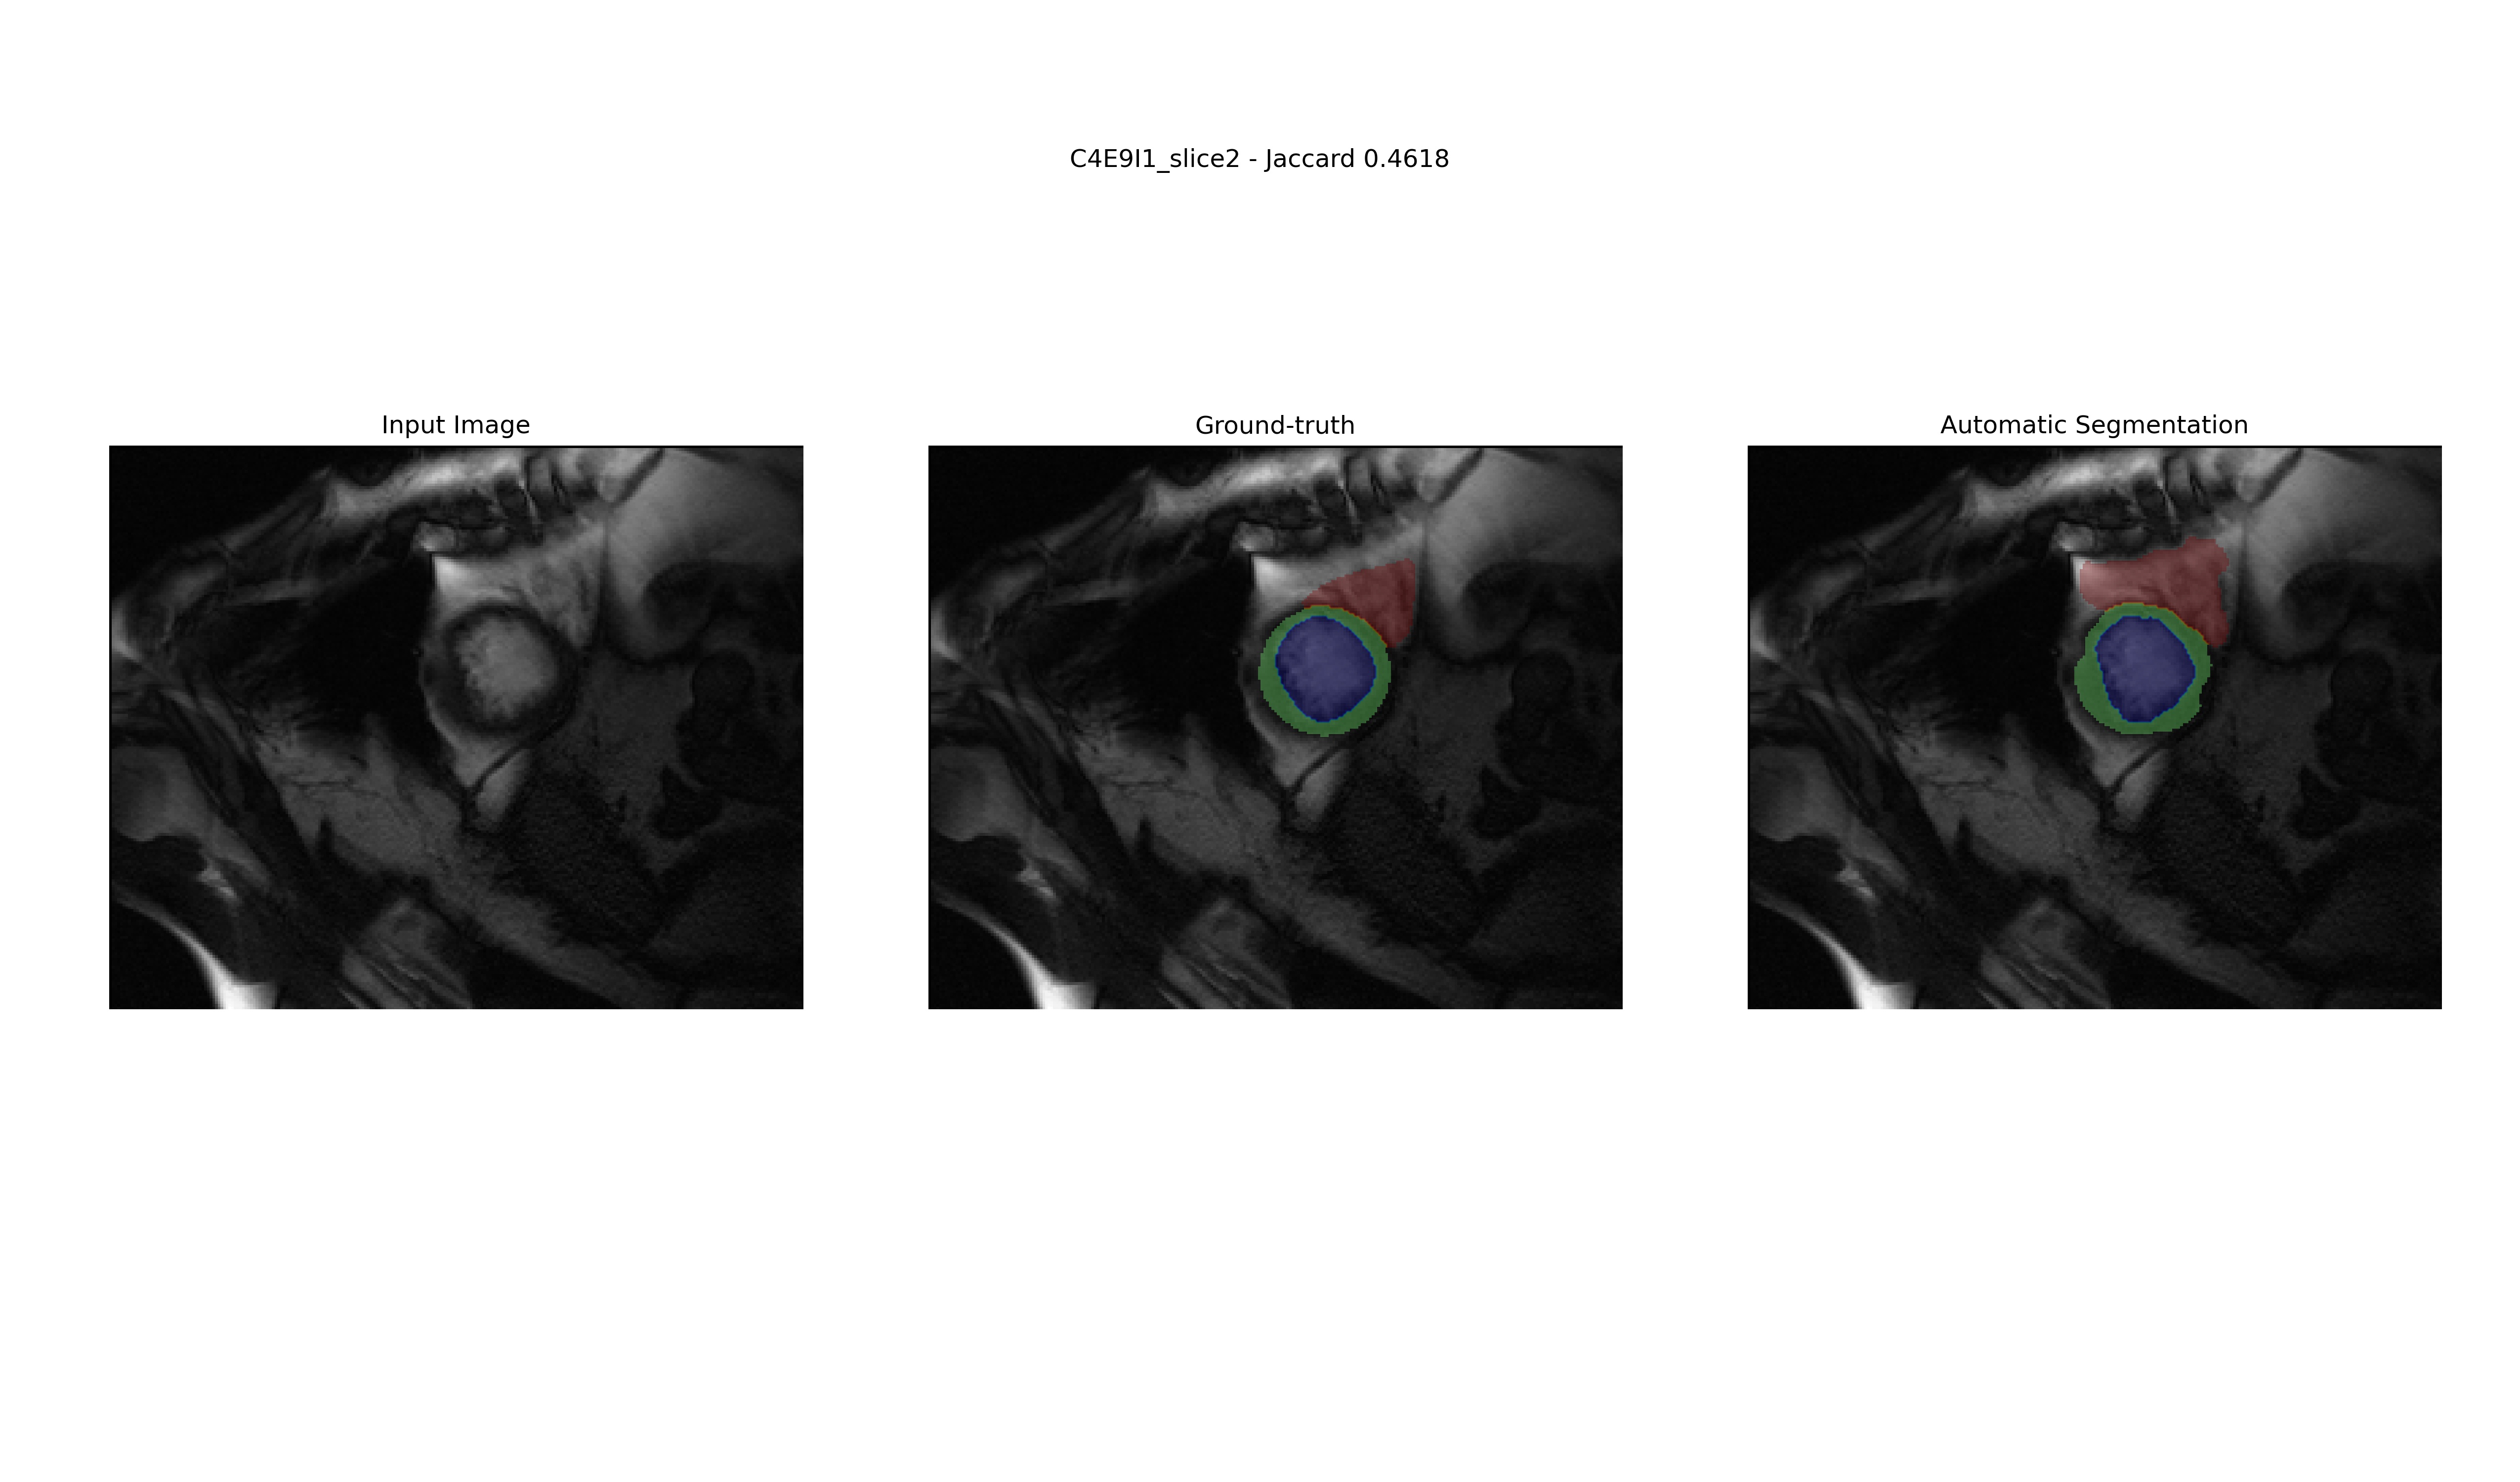 C4E9I1_slice2 - Jaccard 0.4618
Input Image
Ground-truth
Automatic Segmentation